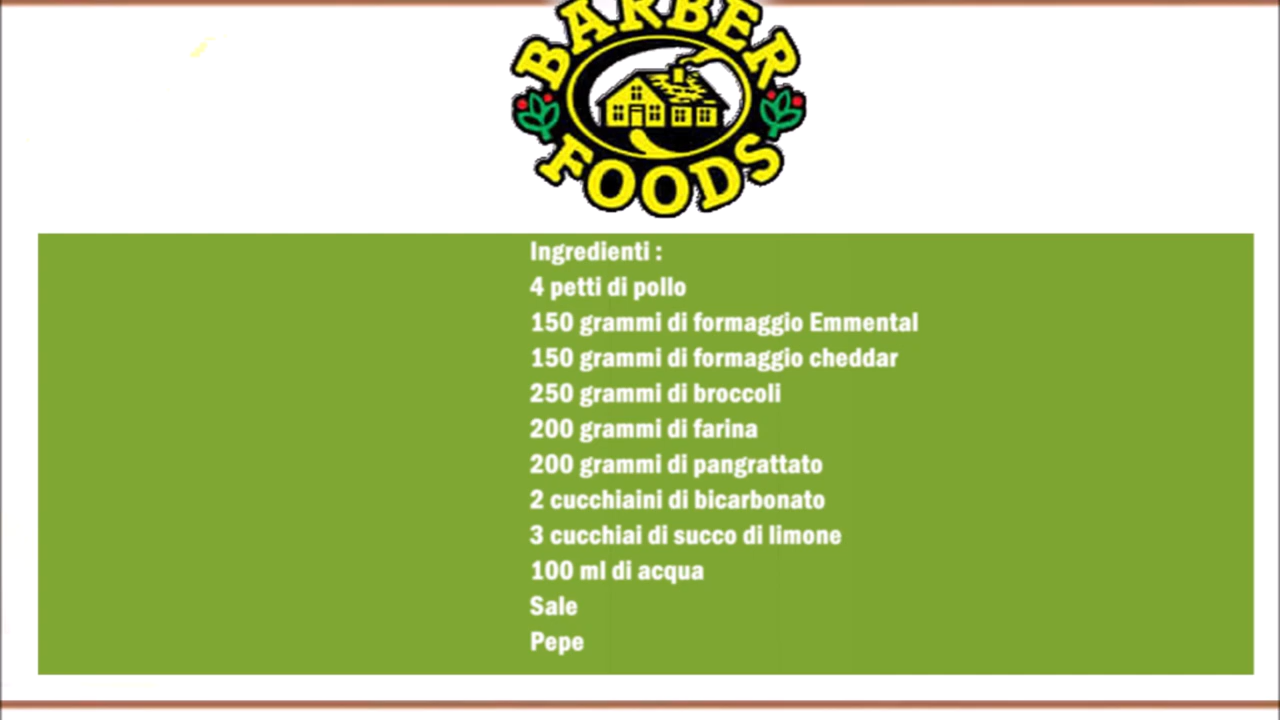 BARBER
FOODS
Ingredienti :
4 petti di pollo
150 grammi di formaggio Emmental
150 grammi di formaggio cheddar
250 grammi di broccoli
200 grammi di farina
200 grammi di pangrattato
2 cucchiaini di bicarbonato
3 cucchiai di succo di limone
100 ml di acqua
Sale
Pepe